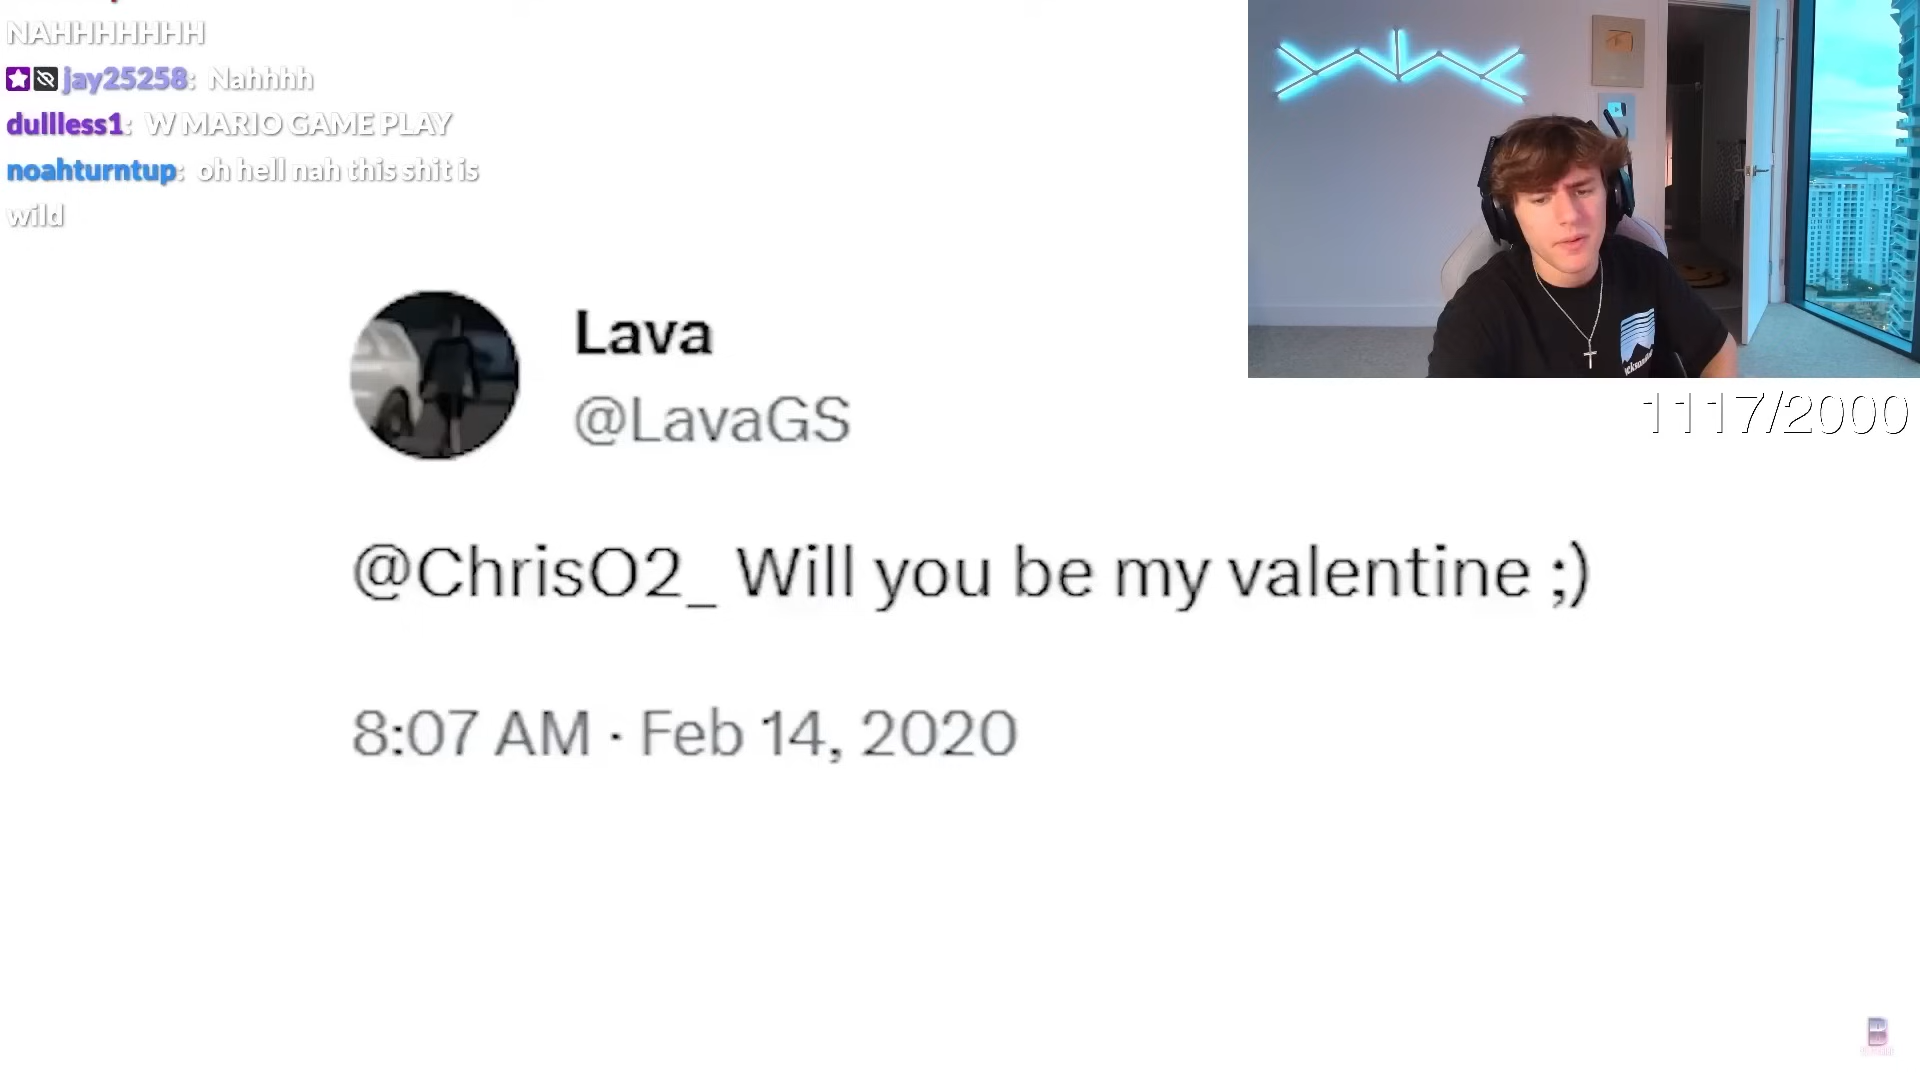 NAHHHHHHH
jay25258: Nahhhh
dullless1: W MARIO GAME PLAY
noahturntup: oh hell nah this shit is
wild
Lava
@LavaGS
1117/2000
@ChrisO2_ Will you be my valentine ;)
8:07 AM · Feb 14, 2020